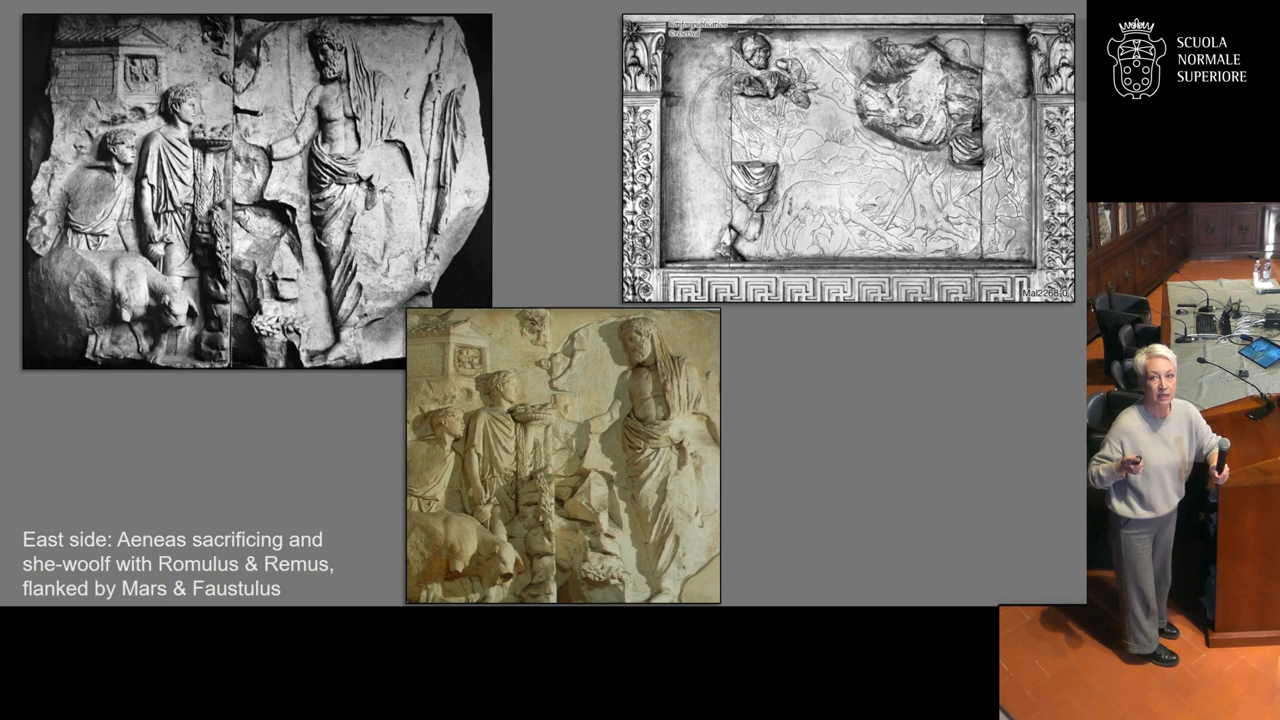 SCUOLA
NORMALE
SUPERIORE
Mal2268-0
East side: Aeneas sacrificing and
she-woolf with Romulus & Remus,
flanked by Mars & Faustulus